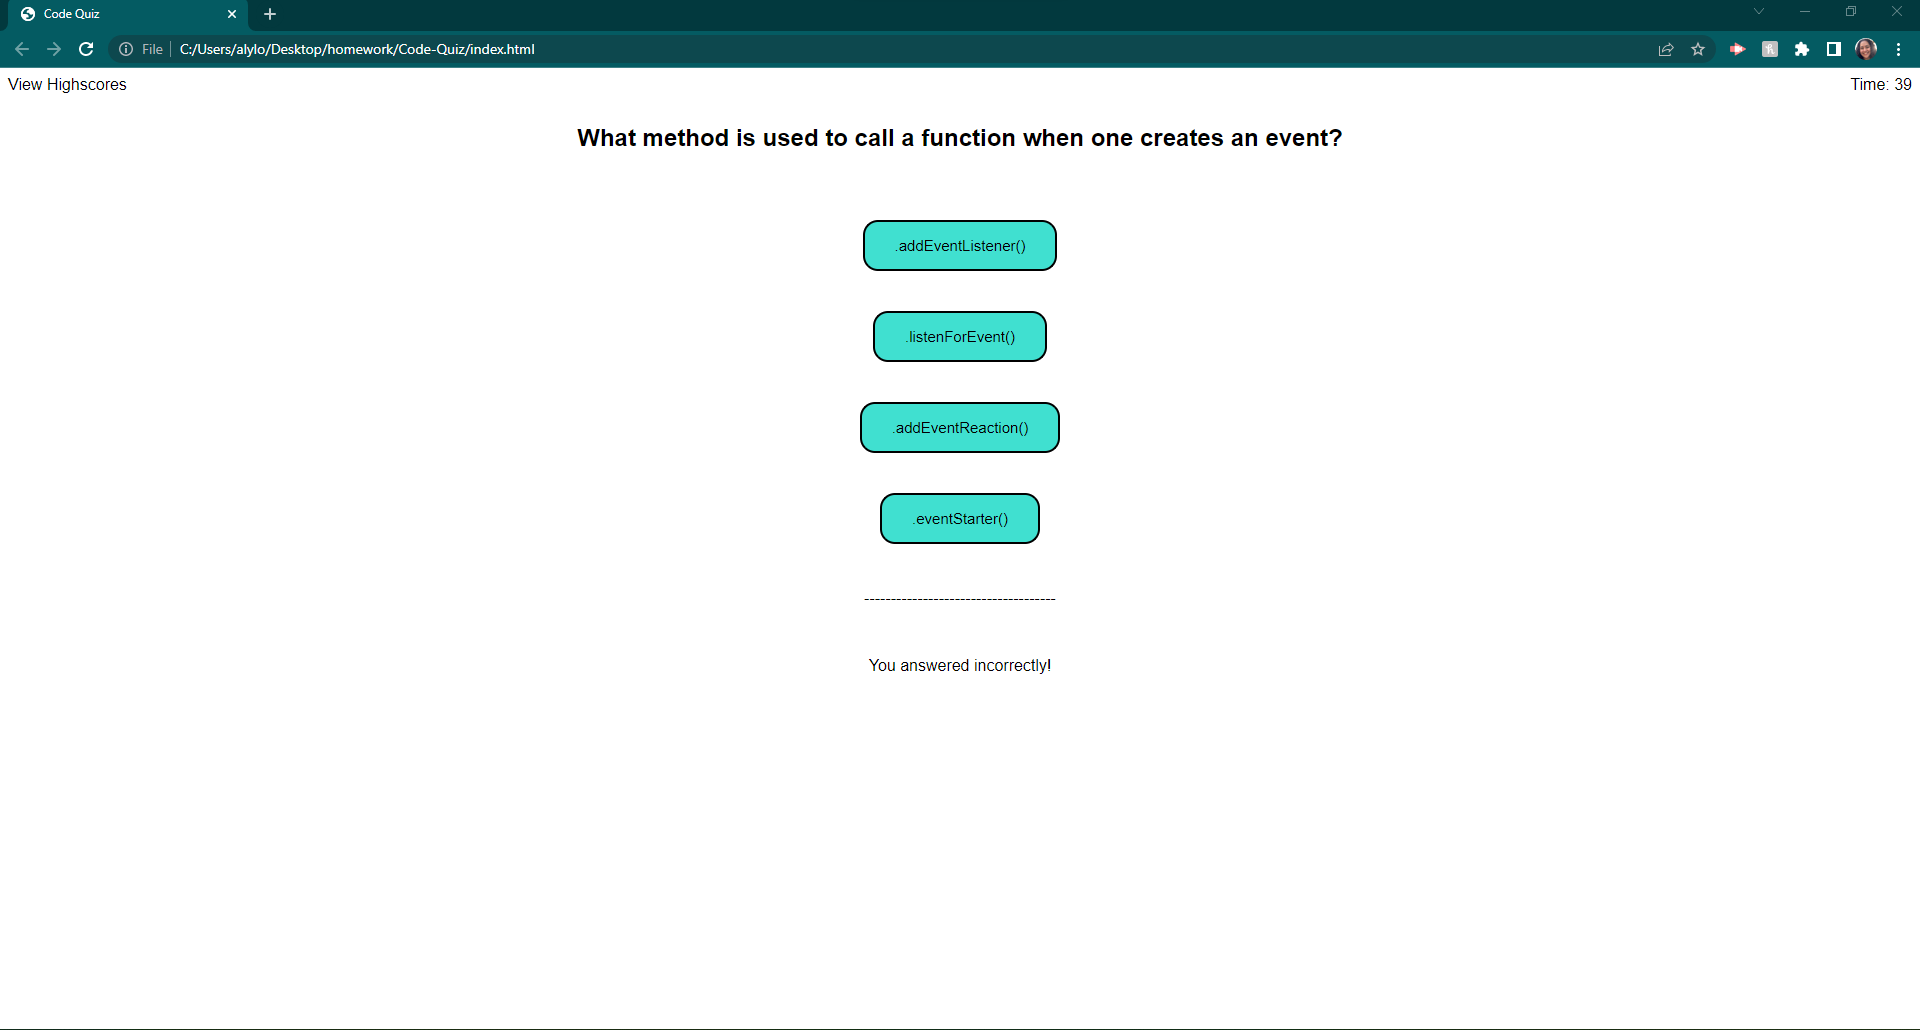 Code Quiz
File C:/Users/alylo/Desktop/homework/Code-Quiz/index.html
View Highscores
Time: 39
What method is used to call a function when one creates an event?
.addEventListener()
.listenForEvent()
.addEventReaction()
.eventStarter()
------------------------------------
You answered incorrectly!